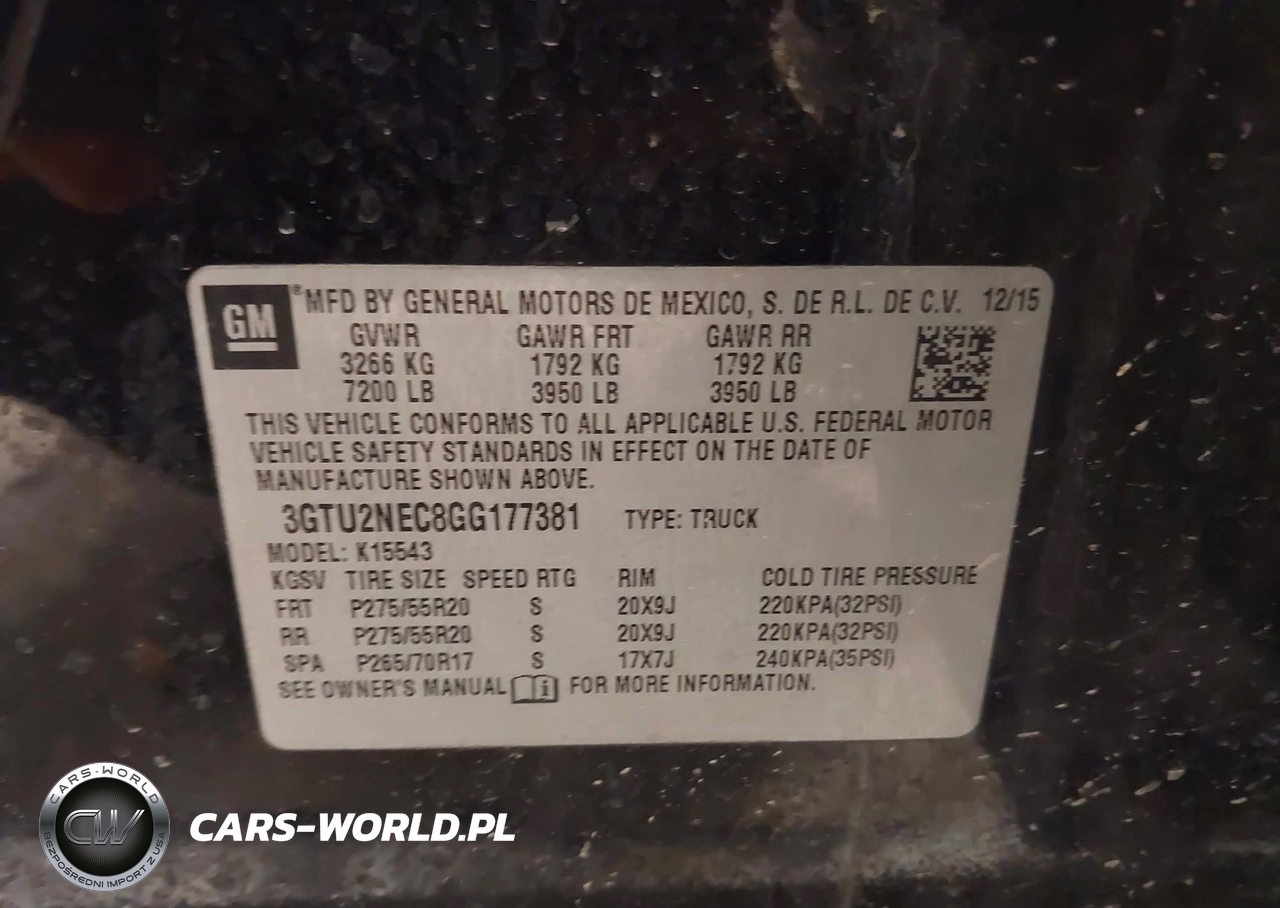 GM ® MFD BY GENERAL MOTORS DE MEXICO, S. DE R.L. DE C.V. 12/15
GVWR GAWR FRT GAWR RR
3266 KG 1792 KG 1792 KG
7200 LB 3950 LB 3950 LB
THIS VEHICLE CONFORMS TO ALL APPLICABLE U.S. FEDERAL MOTOR
VEHICLE SAFETY STANDARDS IN EFFECT ON THE DATE OF
MANUFACTURE SHOWN ABOVE.
3GTU2NEC8GG177381 TYPE: TRUCK
MODEL: K15543
KGSV TIRE SIZE SPEED RTG RIM COLD TIRE PRESSURE
FRT P275/55R20 S 20X9J 220KPA(32PSI)
RR P275/55R20 S 20X9J 220KPA(32PSI)
SPA P265/70R17 S 17X7J 240KPA(35PSI)
SEE OWNER'S MANUAL i FOR MORE INFORMATION.
CARS-WORLD
CW
BEZPOŚREDNI IMPORT Z USA
CARS-WORLD.PL